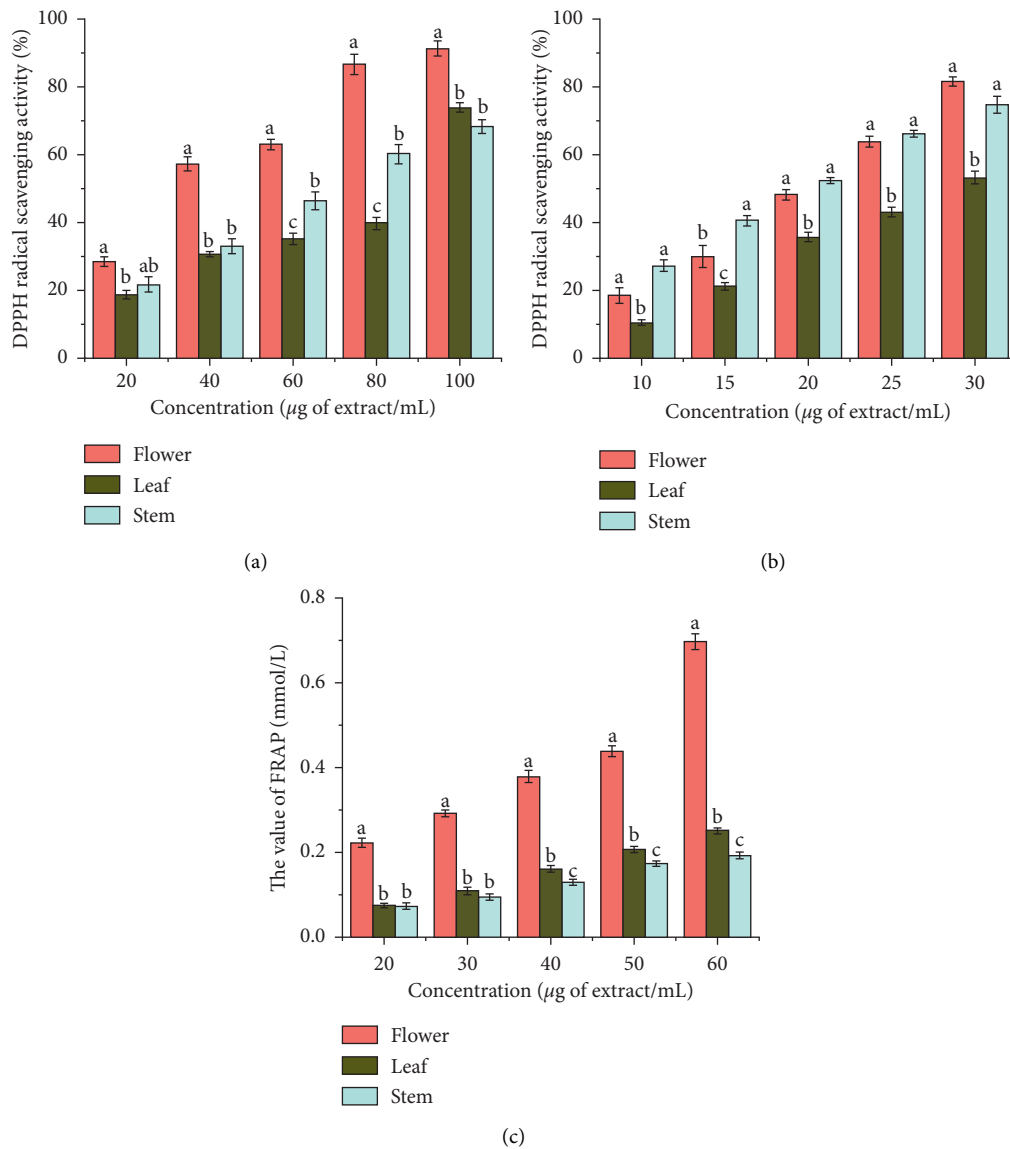 DPPH radical scavenging activity (%)
100
80
60
40
20
0
a
b
ab
a
b
b
a
c
b
a
c
b
a
b
b
20 40 60 80 100
Concentration (µg of extract/mL)
Flower
Leaf
Stem
(a)
DPPH radical scavenging activity (%)
100
80
60
40
20
0
a
b
a
b
c
a
a
b
a
a
b
a
a
b
a
10 15 20 25 30
Concentration (µg of extract/mL)
Flower
Leaf
Stem
(b)
The value of FRAP (mmol/L)
0.8
0.6
0.4
0.2
0.0
a
b
b
a
b
b
a
b
c
a
b
c
a
b
c
20 30 40 50 60
Concentration (µg of extract/mL)
Flower
Leaf
Stem
(c)